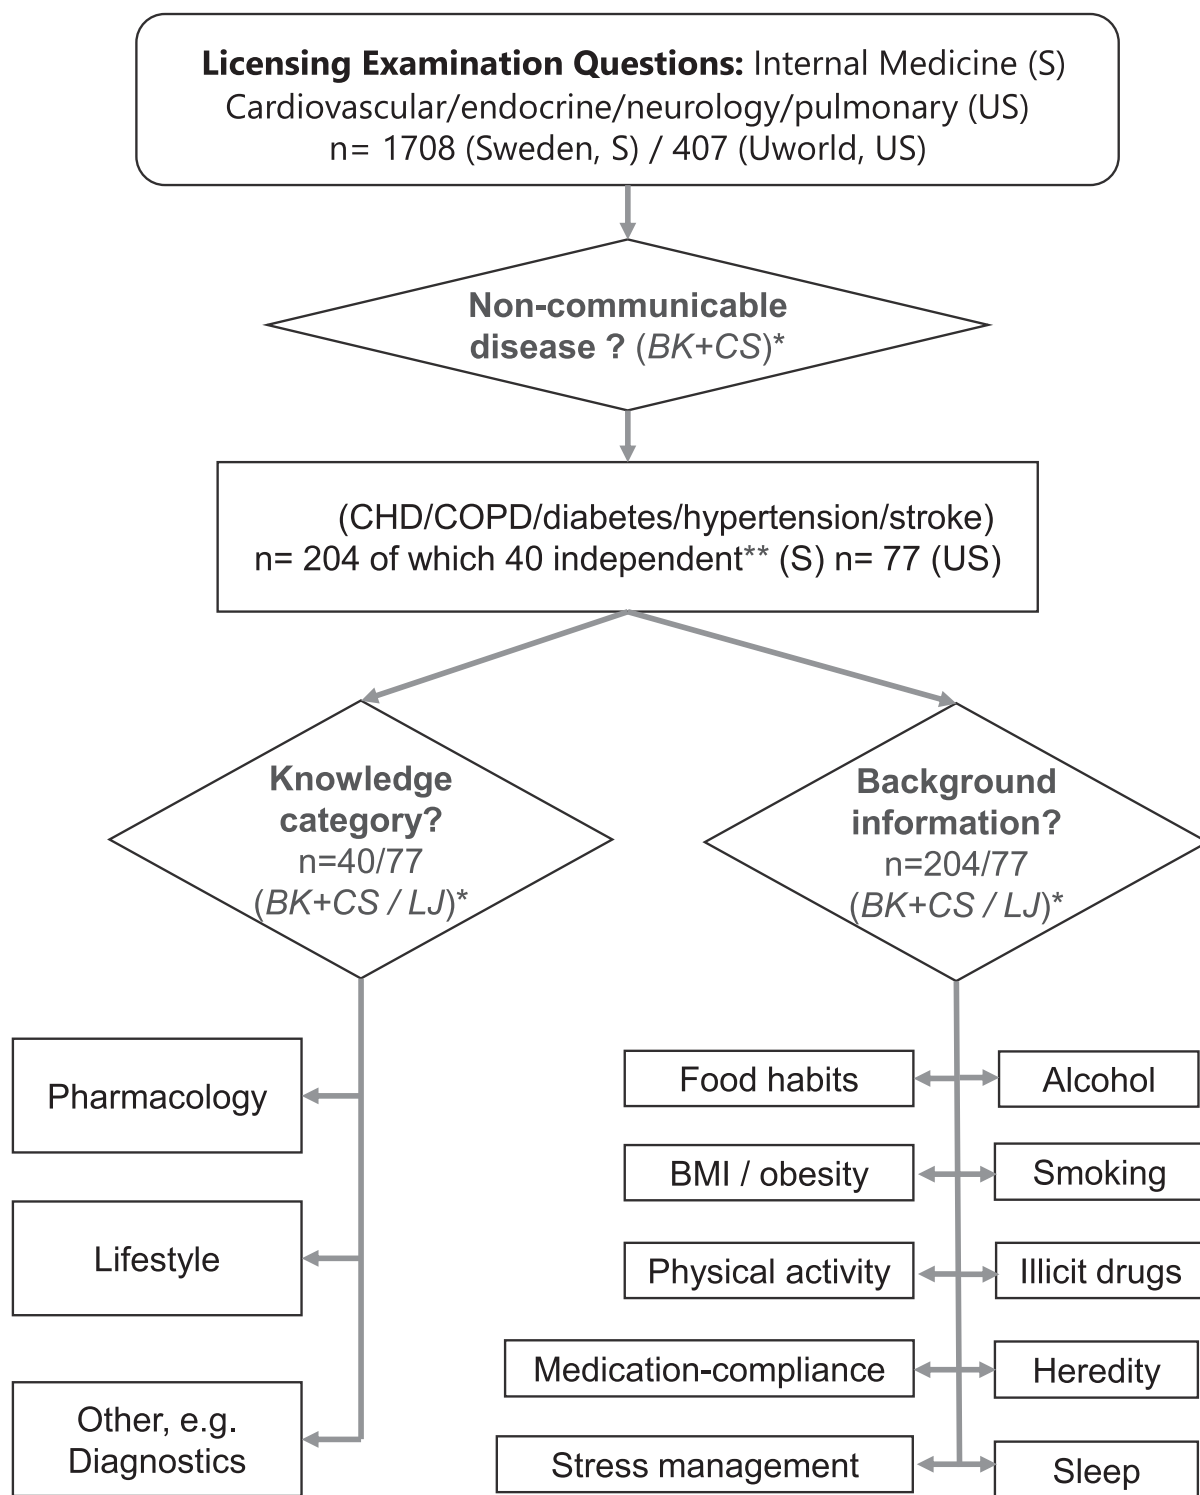 Licensing Examination Questions: Internal Medicine (S)
Cardiovascular/endocrine/neurology/pulmonary (US)
n= 1708 (Sweden, S) / 407 (Uworld, US)
Non-communicable
disease ? (BK+CS)*
(CHD/COPD/diabetes/hypertension/stroke)
n= 204 of which 40 independent** (S) n= 77 (US)
Knowledge
category?
n=40/77
(BK+CS / LJ)*
Background
information?
n=204/77
(BK+CS / LJ)*
Pharmacology
Lifestyle
Other, e.g.
Diagnostics
Food habits
Alcohol
BMI / obesity
Smoking
Physical activity
Illicit drugs
Medication-compliance
Heredity
Stress management
Sleep